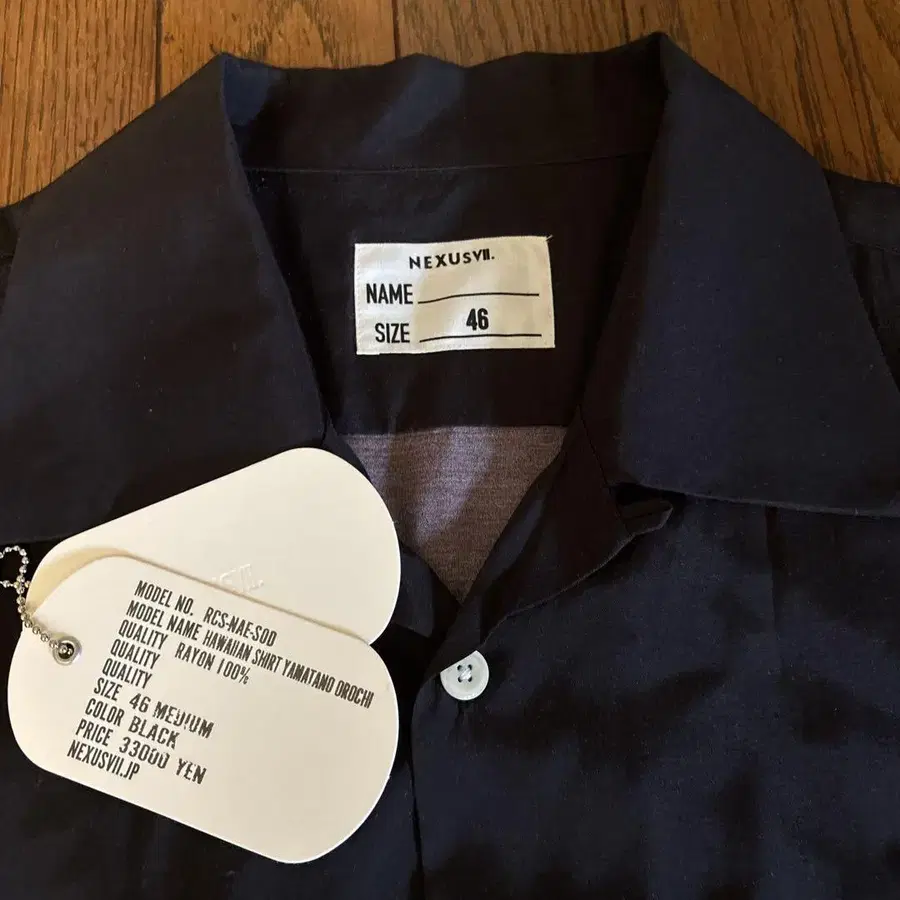 NEXUSVII.
NAME
SIZE 46
MODEL NO. RCS-NAE-SOD
MODEL NAME HAWAIIAN SHIRT YAMATANO OROCHI
QUALITY RAYON 100%
QUALITY
QUALITY
SIZE 46 MEDIUM
COLOR BLACK
PRICE 33000 YEN
NEXUSVII.JP